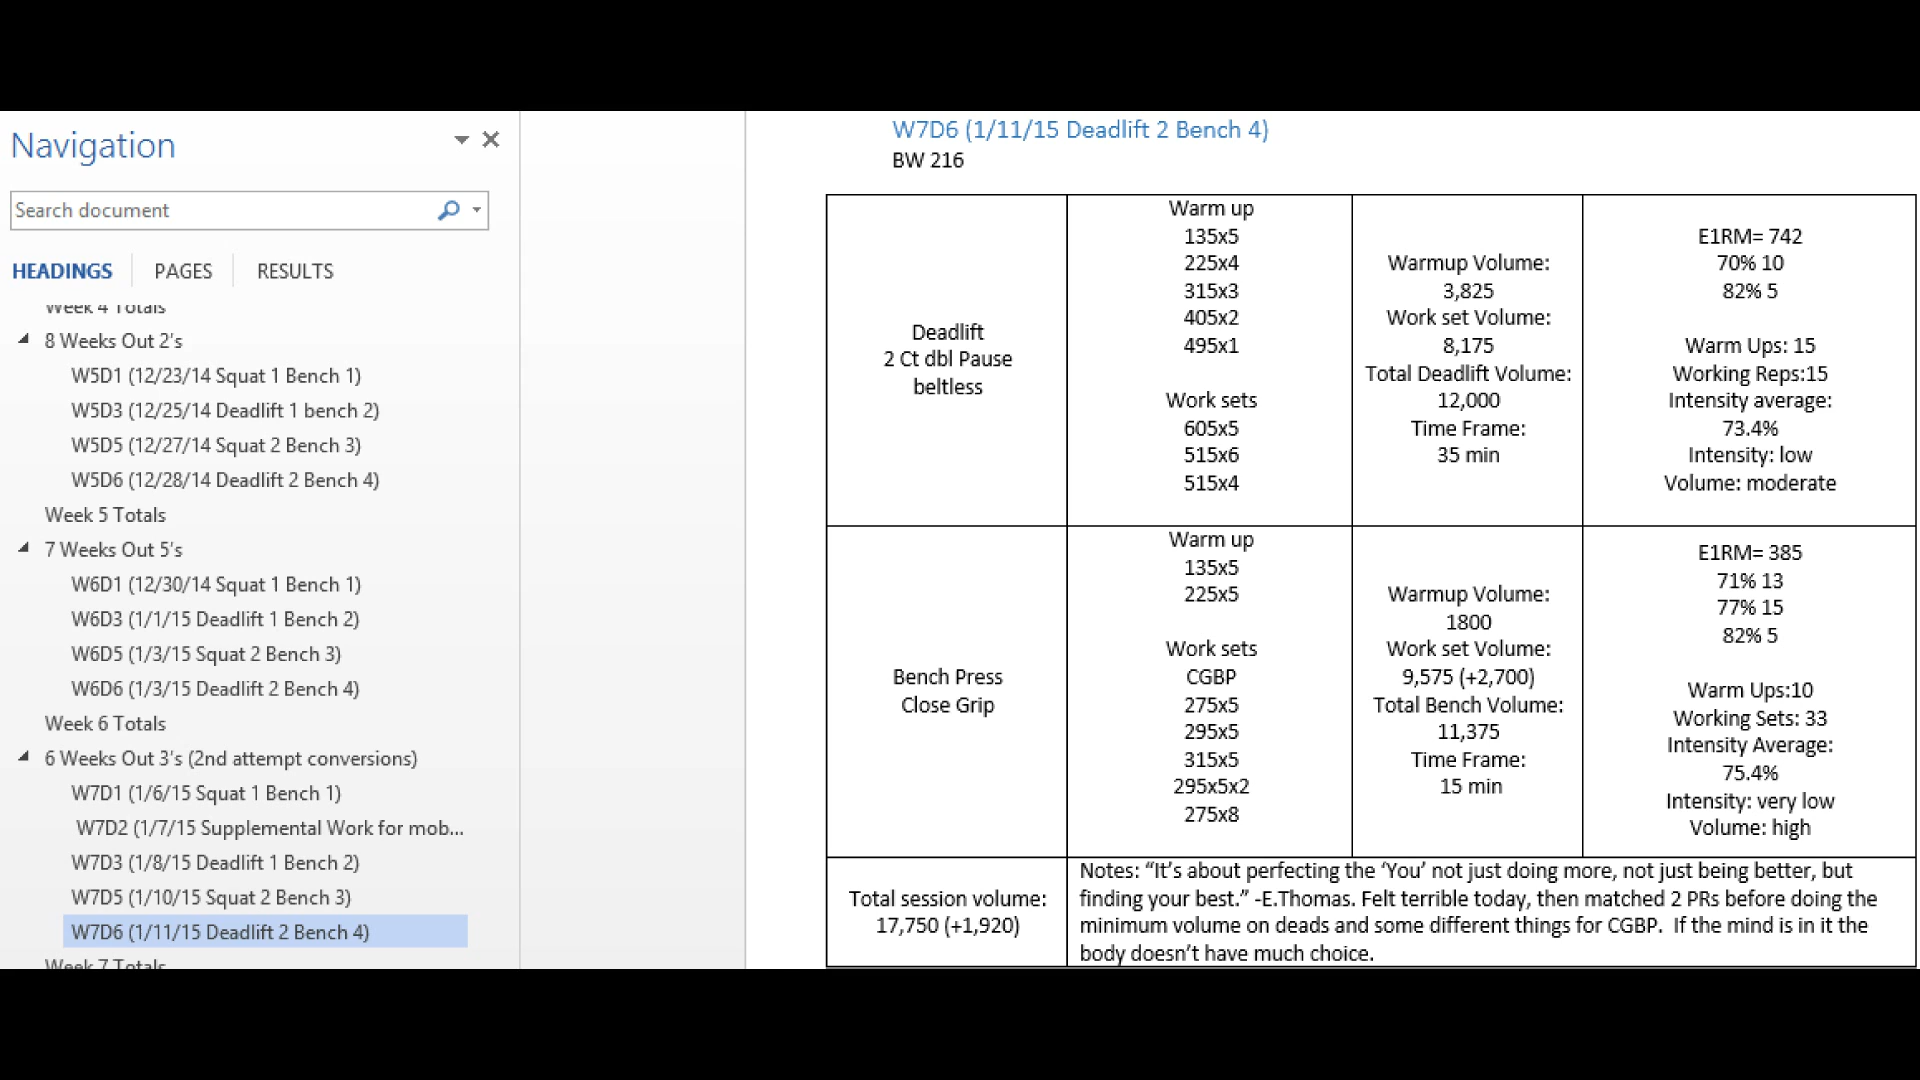 Navigation
Search document
HEADINGS PAGES RESULTS
Week 4 Totals
8 Weeks Out 2's
W5D1 (12/23/14 Squat 1 Bench 1)
W5D3 (12/25/14 Deadlift 1 bench 2)
W5D5 (12/27/14 Squat 2 Bench 3)
W5D6 (12/28/14 Deadlift 2 Bench 4)
Week 5 Totals
7 Weeks Out 5's
W6D1 (12/30/14 Squat 1 Bench 1)
W6D3 (1/1/15 Deadlift 1 Bench 2)
W6D5 (1/3/15 Squat 2 Bench 3)
W6D6 (1/3/15 Deadlift 2 Bench 4)
Week 6 Totals
6 Weeks Out 3's (2nd attempt conversions)
W7D1 (1/6/15 Squat 1 Bench 1)
W7D2 (1/7/15 Supplemental Work for mob...
W7D3 (1/8/15 Deadlift 1 Bench 2)
W7D5 (1/10/15 Squat 2 Bench 3)
W7D6 (1/11/15 Deadlift 2 Bench 4)
Week 7 Totals
W7D6 (1/11/15 Deadlift 2 Bench 4)
BW 216
Deadlift
2 Ct dbl Pause
beltless
Warm up
135x5
225x4
315x3
405x2
495x1
Work sets
605x5
515x6
515x4
Warmup Volume:
3,825
Work set Volume:
8,175
Total Deadlift Volume:
12,000
Time Frame:
35 min
E1RM= 742
70% 10
82% 5
Warm Ups: 15
Working Reps:15
Intensity average:
73.4%
Intensity: low
Volume: moderate
Bench Press
Close Grip
Warm up
135x5
225x5
Work sets
CGBP
275x5
295x5
315x5
295x5x2
275x8
Warmup Volume:
1800
Work set Volume:
9,575 (+2,700)
Total Bench Volume:
11,375
Time Frame:
15 min
E1RM= 385
71% 13
77% 15
82% 5
Warm Ups:10
Working Sets: 33
Intensity Average:
75.4%
Intensity: very low
Volume: high
Total session volume:
17,750 (+1,920)
Notes: “It’s about perfecting the ‘You’ not just doing more, not just being better, but
finding your best.” -E.Thomas. Felt terrible today, then matched 2 PRs before doing the
minimum volume on deads and some different things for CGBP. If the mind is in it the
body doesn’t have much choice.